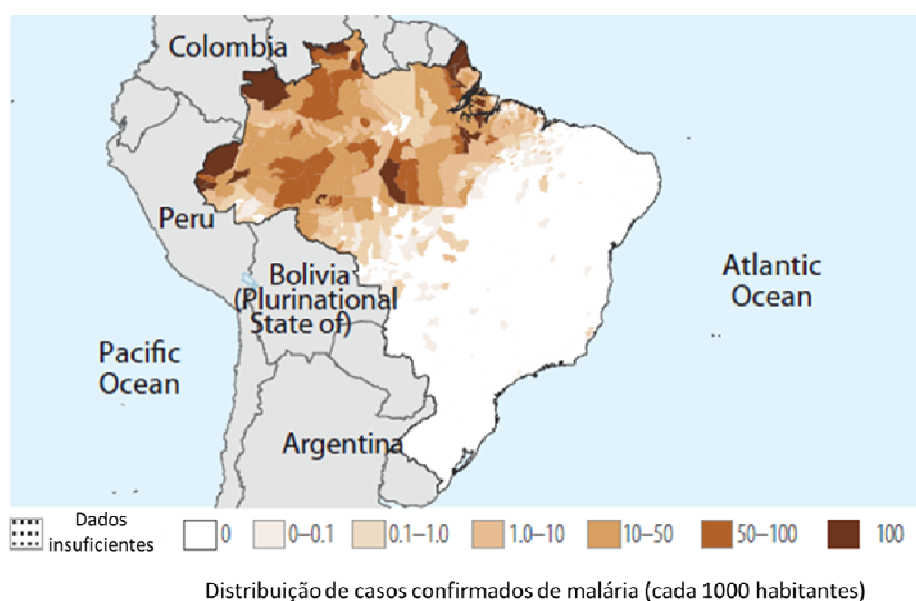 Colombia
Peru
Bolivia
(Plurinational
State of)
Atlantic
Ocean
Pacific
Ocean
Argentina
Dados
insuficientes
0
0–0.1
0.1–1.0
1.0–10
10–50
50–100
100
Distribuição de casos confirmados de malária (cada 1000 habitantes)